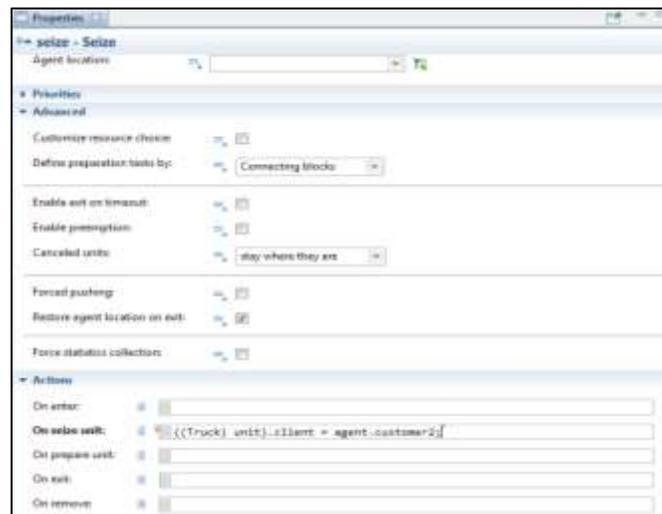 Properties
seize - Seize
Agent location:
Priorities
Advanced
Customize resource choice:
Define preparation tasks by: Connecting blocks
Enable exit on timeout:
Enable preemption:
Canceled units: stay where they are
Forced pushing:
Restore agent location on exit:
Force statistics collection:
Actions
On enter:
On seize unit: ((Truck) unit).client = agent.customer2;
On prepare unit:
On exit:
On remove: